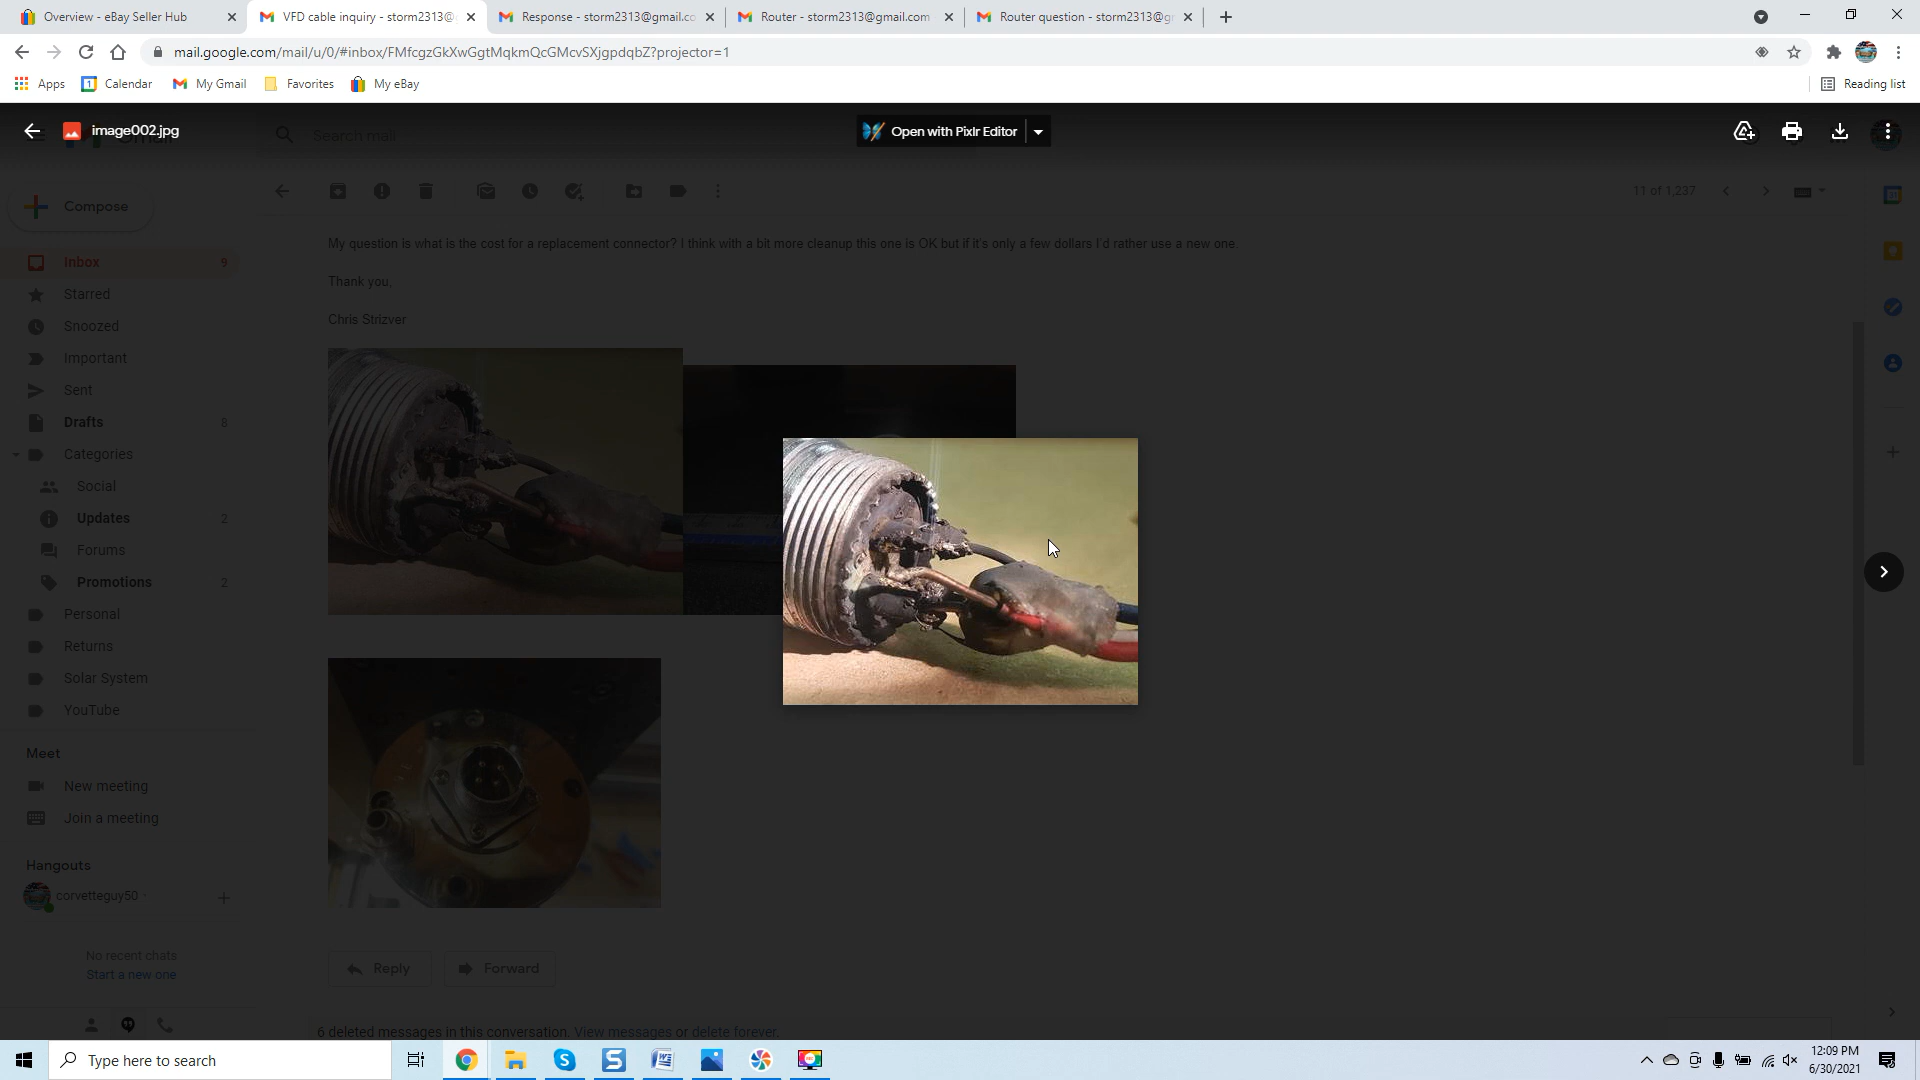 Overview - eBay Seller Hub
VFD cable inquiry - storm2313@
Response - storm2313@gmail.co
Router - storm2313@gmail.com
Router question - storm2313@g
mail.google.com/mail/u/0/#inbox/FMfcgzGkXwGgtMqkmQcGMcvSXjgpdqbZ?projector=1
Apps
Calendar
My Gmail
Favorites
My eBay
Reading list
image002.jpg
Search mail
Open with Pixlr Editor
Compose
11 of 1,237
My question is what is the cost for a replacement connector? I think with a bit more cleanup this one is OK but if it's only a few dollars I'd rather use a new one.
Inbox 9
Thank you,
Starred
Chris Strizver
Snoozed
Important
Sent
Drafts 8
Categories
Social
Updates 2
Forums
Promotions 2
Personal
Returns
Solar System
YouTube
Meet
New meeting
Join a meeting
Hangouts
corvetteguy50
No recent chats
Start a new one
Reply
Forward
6 deleted messages in this conversation. View messages or delete forever.
Type here to search
12:09 PM
6/30/2021